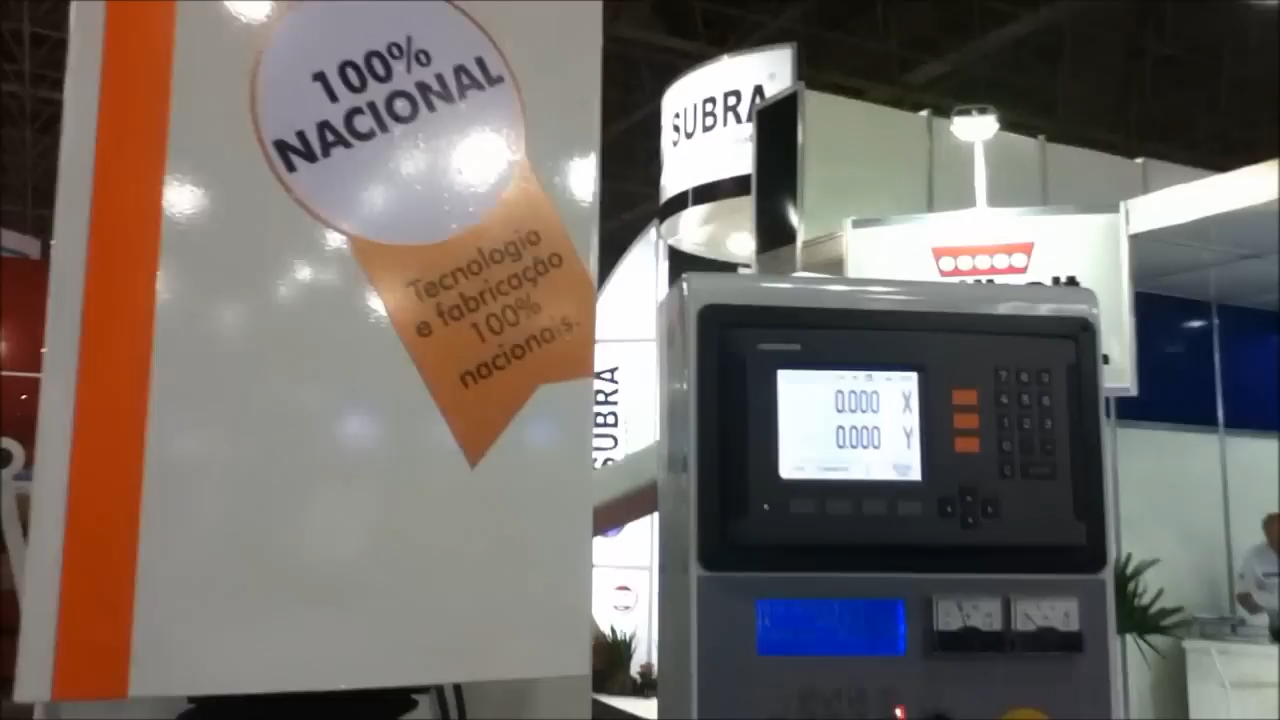 100%
NACIONAL
Tecnologia
e fabricação
100%
nacionais.
SUBRA
SUBRA
0.000 X
0.000 Y